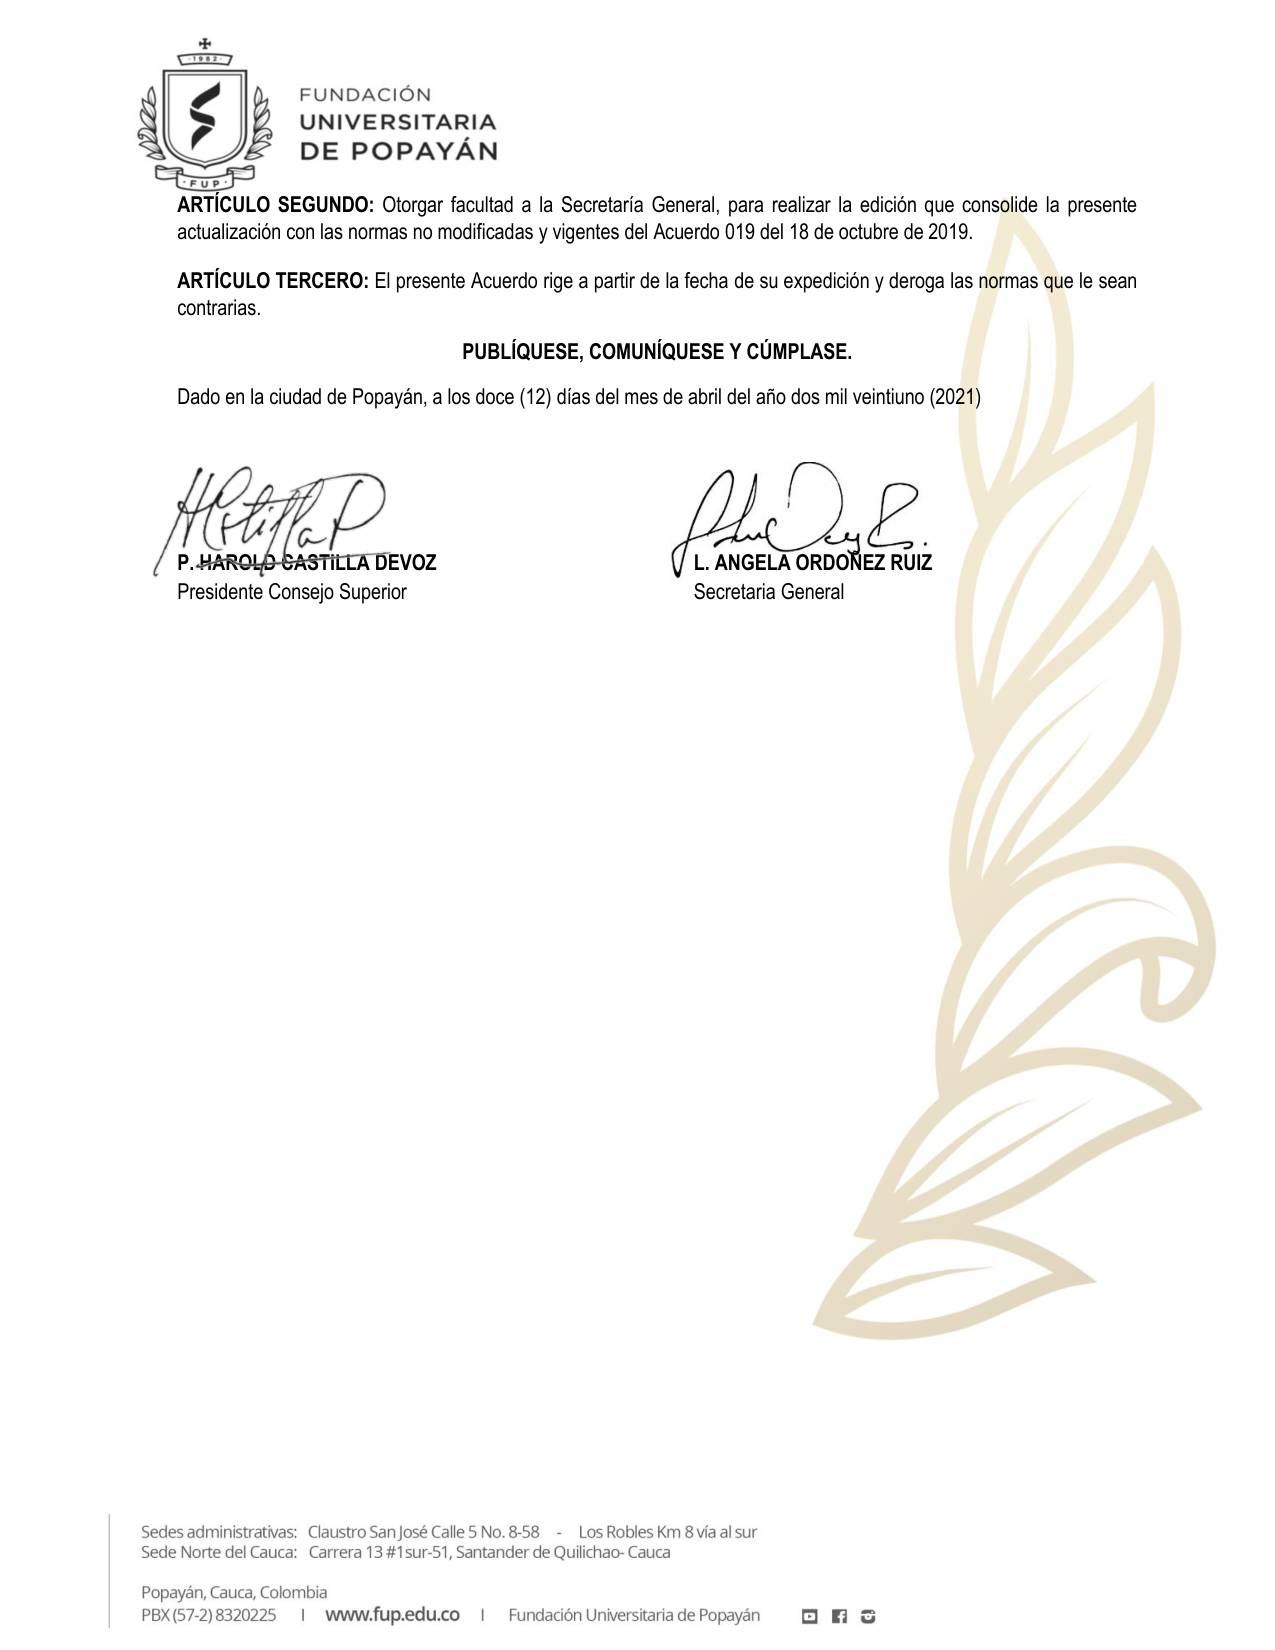 1982
FUP
FUNDACIÓN
UNIVERSITARIA
DE POPAYÁN
ARTÍCULO SEGUNDO: Otorgar facultad a la Secretaría General, para realizar la edición que consolide la presente
actualización con las normas no modificadas y vigentes del Acuerdo 019 del 18 de octubre de 2019.
ARTÍCULO TERCERO: El presente Acuerdo rige a partir de la fecha de su expedición y deroga las normas que le sean
contrarias.
PUBLÍQUESE, COMUNÍQUESE Y CÚMPLASE.
Dado en la ciudad de Popayán, a los doce (12) días del mes de abril del año dos mil veintiuno (2021)
P. HAROLD CASTILLA DEVOZ
Presidente Consejo Superior
L. ANGELA ORDOÑEZ RUIZ
Secretaria General
Sedes administrativas: Claustro San José Calle 5 No. 8-58 - Los Robles Km 8 vía al sur
Sede Norte del Cauca: Carrera 13 #1sur-51, Santander de Quilichao- Cauca
Popayán, Cauca, Colombia
PBX (57-2) 8320225 I www.fup.edu.co I Fundación Universitaria de Popayán